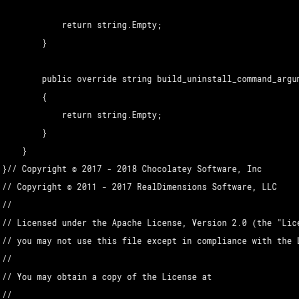 return string.Empty;
}
public override string build_uninstall_command_argum
{
return string.Empty;
}
}
}// Copyright © 2017 - 2018 Chocolatey Software, Inc
// Copyright © 2011 - 2017 RealDimensions Software, LLC
//
// Licensed under the Apache License, Version 2.0 (the "Lice
// you may not use this file except in compliance with the L
//
// You may obtain a copy of the License at
//